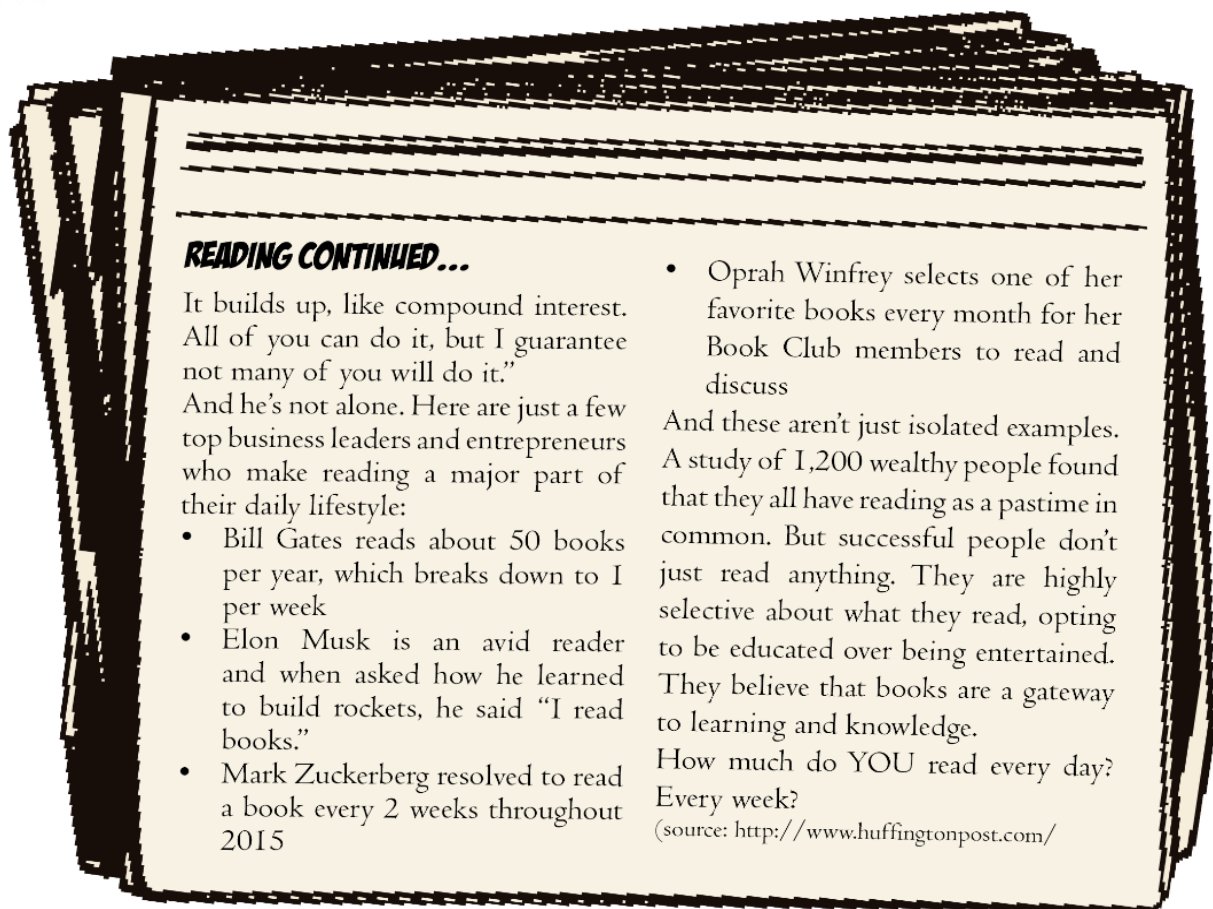 READING CONTINUED...
It builds up, like compound interest.
All of you can do it, but I guarantee
not many of you will do it.”
And he’s not alone. Here are just a few
top business leaders and entrepreneurs
who make reading a major part of
their daily lifestyle:
• Bill Gates reads about 50 books
per year, which breaks down to 1
per week
• Elon Musk is an avid reader
and when asked how he learned
to build rockets, he said “I read
books.”
• Mark Zuckerberg resolved to read
a book every 2 weeks throughout
2015
• Oprah Winfrey selects one of her
favorite books every month for her
Book Club members to read and
discuss
And these aren’t just isolated examples.
A study of 1,200 wealthy people found
that they all have reading as a pastime in
common. But successful people don’t
just read anything. They are highly
selective about what they read, opting
to be educated over being entertained.
They believe that books are a gateway
to learning and knowledge.
How much do YOU read every day?
Every week?
(source: http://www.huffingtonpost.com/